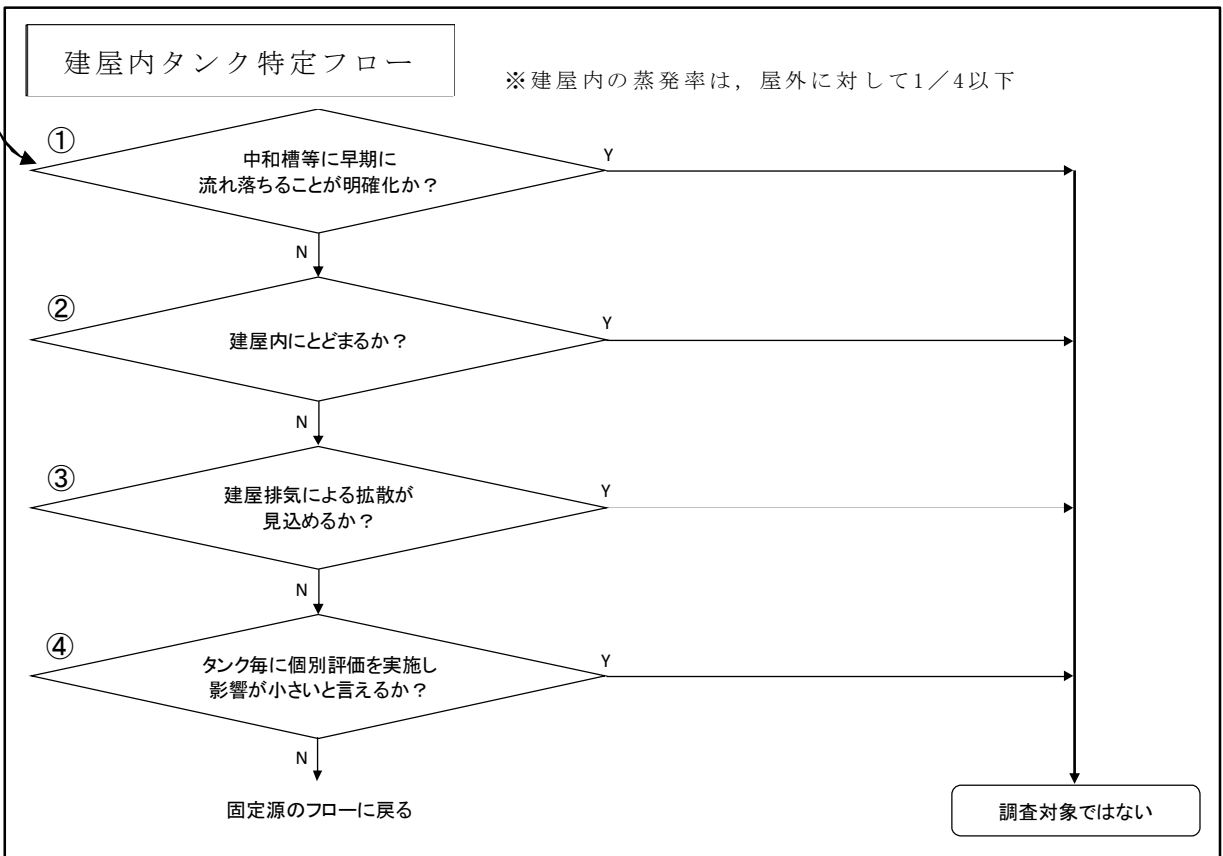 建屋内タンク特定フロー
※建屋内の蒸発率は，屋外に対して1／4以下
①
中和槽等に早期に
流れ落ちることが明確化か？
Y
N
②
建屋内にとどまるか？
Y
N
③
建屋排気による拡散が
見込めるか？
Y
N
④
タンク毎に個別評価を実施し
影響が小さいと言えるか？
Y
N
固定源のフローに戻る
調査対象ではない